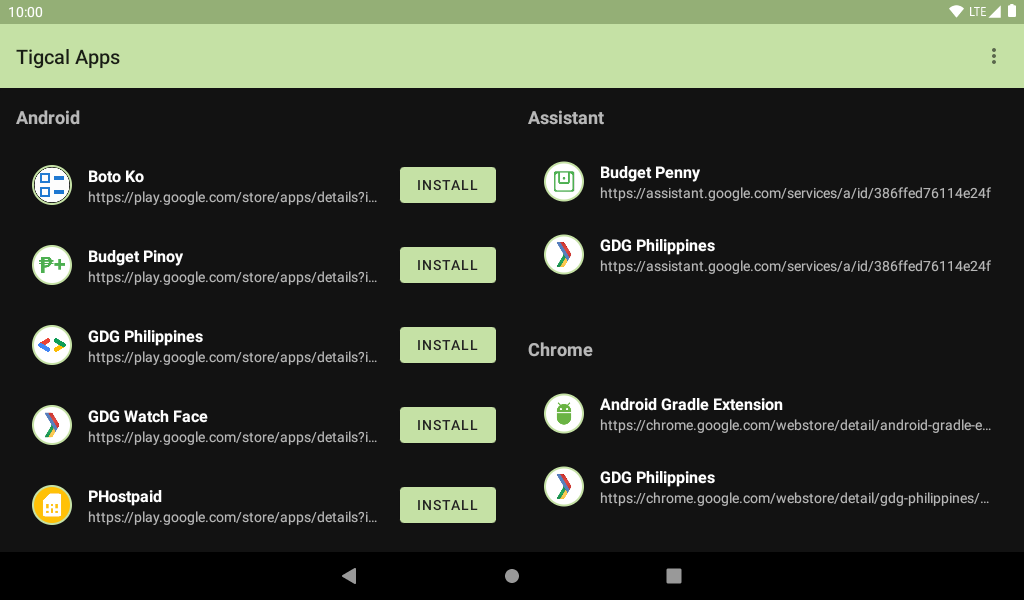 10:00
LTE
Tigcal Apps
Android
Boto Ko
https://play.google.com/store/apps/details?i...
INSTALL
Budget Pinoy
https://play.google.com/store/apps/details?i...
INSTALL
GDG Philippines
https://play.google.com/store/apps/details?i...
INSTALL
GDG Watch Face
https://play.google.com/store/apps/details?i...
INSTALL
PHostpaid
https://play.google.com/store/apps/details?i...
INSTALL
Assistant
Budget Penny
https://assistant.google.com/services/a/id/386ffed76114e24f
GDG Philippines
https://assistant.google.com/services/a/id/386ffed76114e24f
Chrome
Android Gradle Extension
https://chrome.google.com/webstore/detail/android-gradle-e...
GDG Philippines
https://chrome.google.com/webstore/detail/gdg-philippines/...